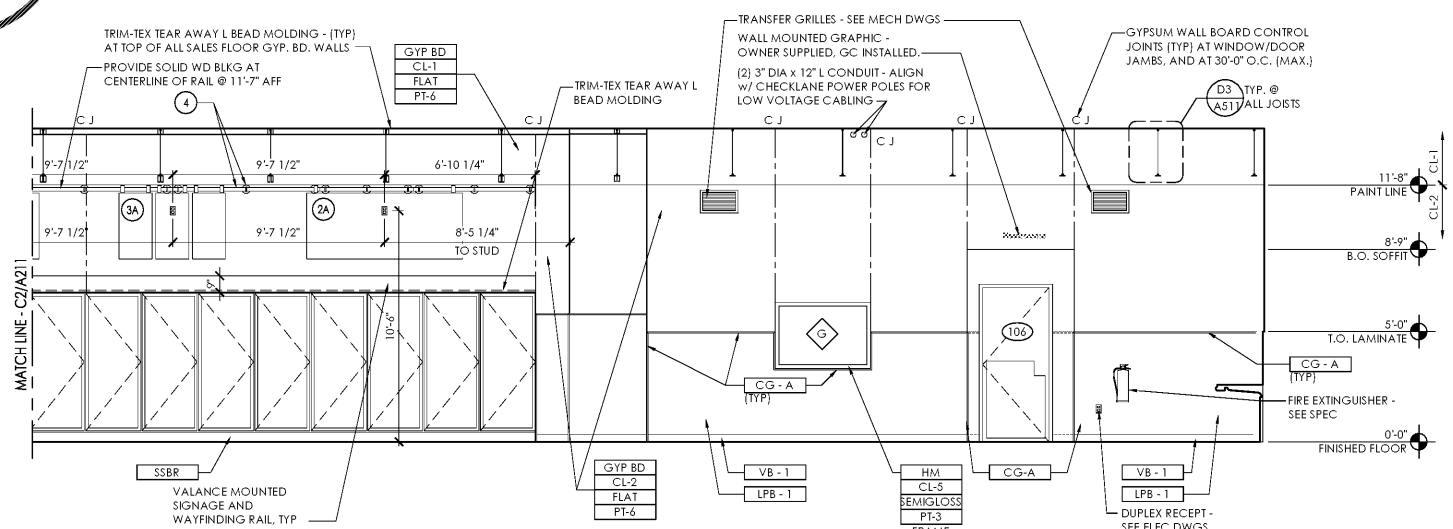 TRIM-TEX TEAR AWAY L BEAD MOLDING - (TYP)
AT TOP OF ALL SALES FLOOR GYP. BD. WALLS
PROVIDE SOLID WD BLKG AT
CENTERLINE OF RAIL @ 11'-7" AFF
4
GYP BD
CL-1
FLAT
PT-6
TRIM-TEX TEAR AWAY L
BEAD MOLDING
TRANSFER GRILLES - SEE MECH DWGS
WALL MOUNTED GRAPHIC -
OWNER SUPPLIED, GC INSTALLED.
(2) 3" DIA x 12" L CONDUIT - ALIGN
w/ CHECKLANE POWER POLES FOR
LOW VOLTAGE CABLING
GYPSUM WALL BOARD CONTROL
JOINTS (TYP) AT WINDOW/DOOR
JAMBS, AND AT 30'-0" O.C. (MAX.)
D3
A511
TYP. @
ALL JOISTS
C J
C J
C J
C J
C J
9'-7 1/2"
9'-7 1/2"
6'-10 1/4"
3A
2A
9'-7 1/2"
9'-7 1/2"
8'-5 1/4"
TO STUD
9"
10'-6"
MATCH LINE - C2/A211
CL-1
11'-8"
PAINT LINE
CL-2
8'-9"
B.O. SOFFIT
5'-0"
T.O. LAMINATE
G
106
CG - A
(TYP)
CG - A
(TYP)
FIRE EXTINGUISHER -
SEE SPEC
0'-0"
FINISHED FLOOR
SSBR
VALANCE MOUNTED
SIGNAGE AND
WAYFINDING RAIL, TYP
GYP BD
CL-2
FLAT
PT-6
VB - 1
LPB - 1
HM
CL-5
SEMIGLOSS
PT-3
FRAME
CG-A
VB - 1
LPB - 1
DUPLEX RECEPT -
SEE ELEC DWGS